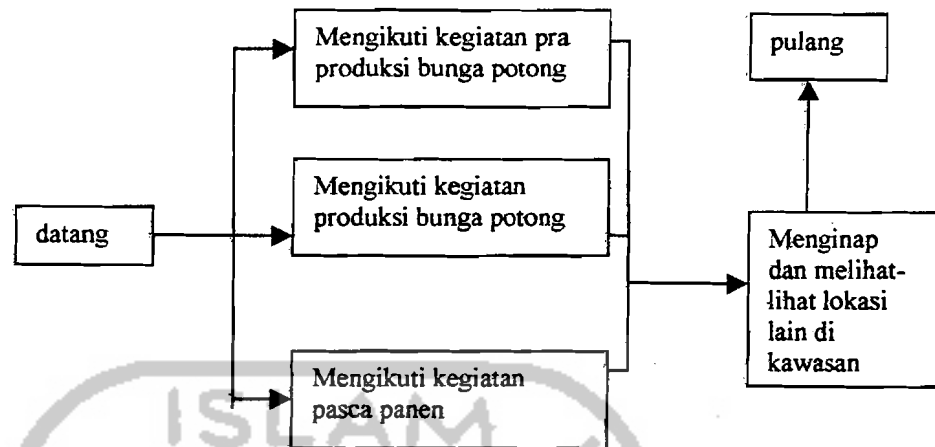 Mengikuti kegiatan pra
produksi bunga potong
pulang
Mengikuti kegiatan
produksi bunga potong
datang
Menginap
dan melihat-
lihat lokasi
lain di
kawasan
Mengikuti kegiatan
pasca panen
ISLAM